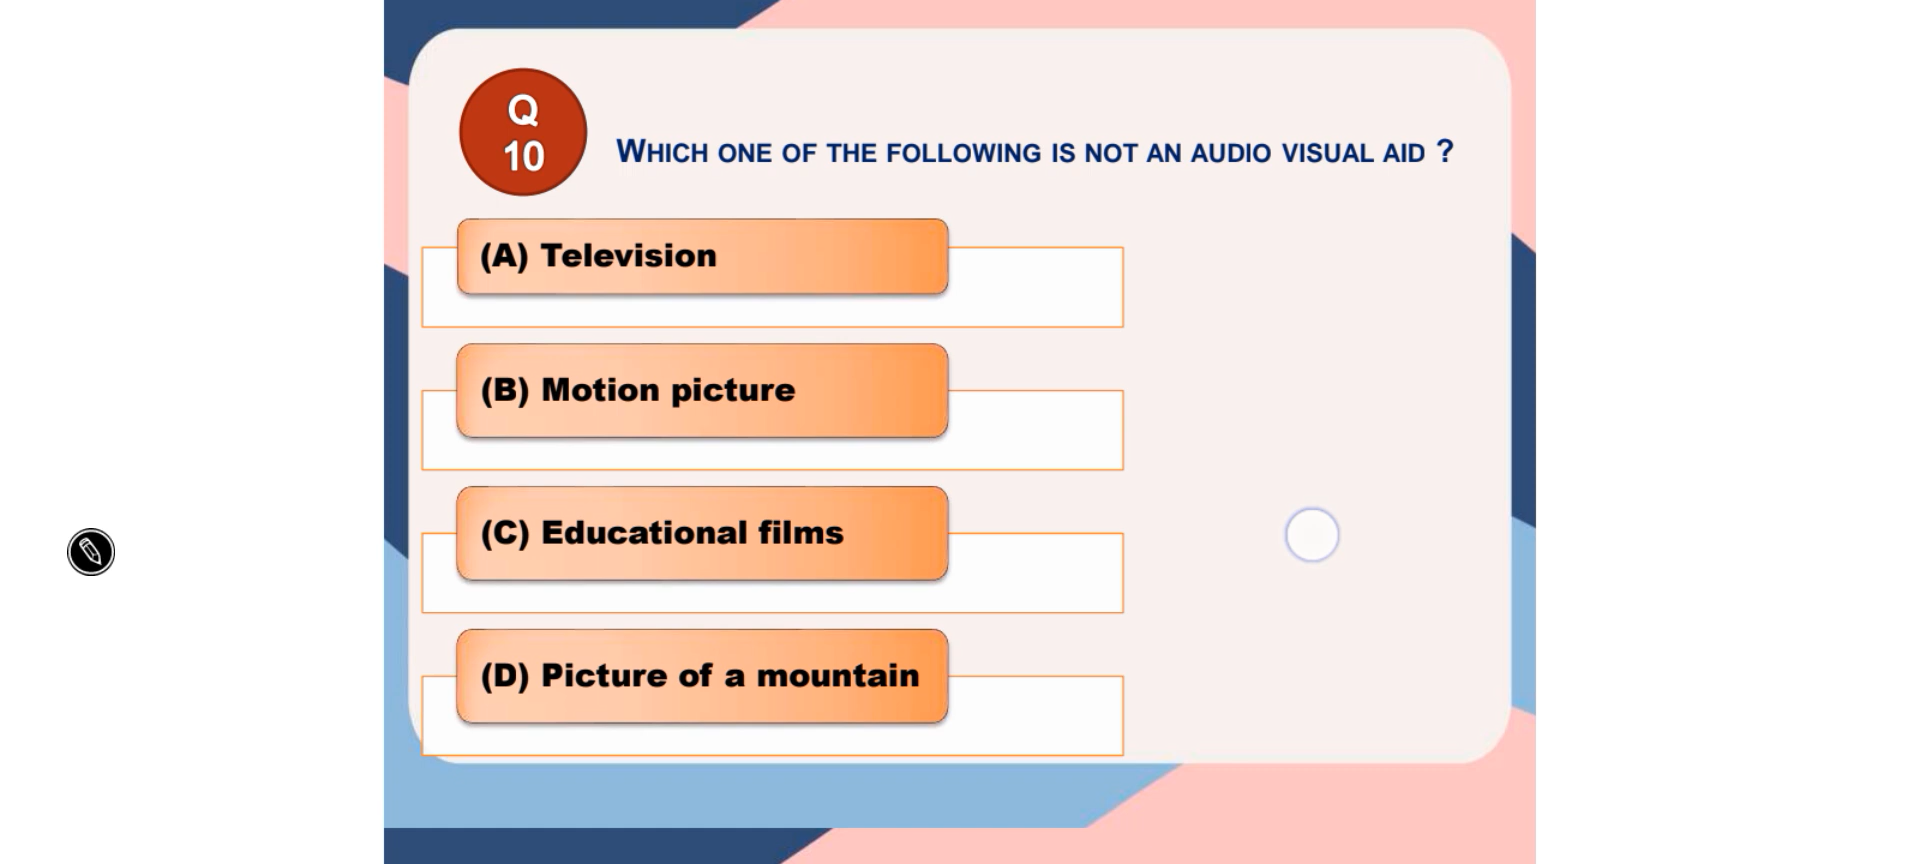 Q
10
WHICH ONE OF THE FOLLOWING IS NOT AN AUDIO VISUAL AID ?
(A) Television
(B) Motion picture
(C) Educational films
(D) Picture of a mountain